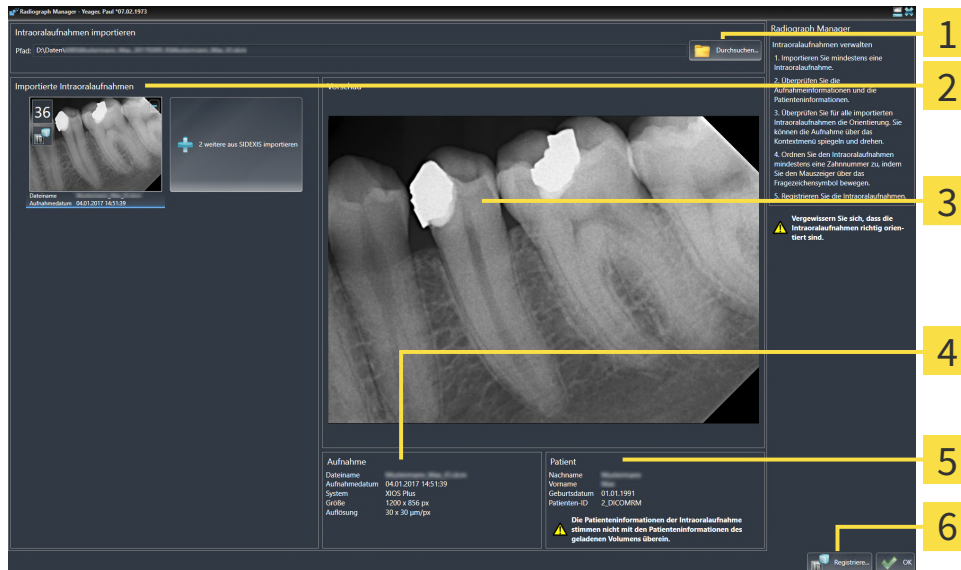 Radiograph Manager - Yeager, Paul *07.02.1973
Intraoralaufnahmen importieren
Pfad: D:\Daten\
Durchsuchen...
1
Importierte Intraoralaufnahmen
2
36
2 weitere aus SIDEXIS importieren
Dateiname
Aufnahmedatum 04.01.2017 14:51:39
Vorschau
3
Aufnahme
4
Dateiname
Aufnahmedatum 04.01.2017 14:51:39
System XIOS Plus
Größe 1200 x 856 px
Auflösung 30 x 30 µm/px
Patient
5
Nachname
Vorname
Geburtsdatum 01.01.1991
Patienten-ID 2_DICOMRM
Die Patienteninformationen der Intraoralaufnahme
stimmen nicht mit den Patienteninformationen des
geladenen Volumens überein.
Radiograph Manager
Intraoralaufnahmen verwalten
1. Importieren Sie mindestens eine
Intraoralaufnahme.
2. Überprüfen Sie die
Aufnahmeinformationen und die
Patienteninformationen.
3. Überprüfen Sie für alle importierten
Intraoralaufnahmen die Orientierung. Sie
können die Aufnahme über das
Kontextmenü spiegeln und drehen.
4. Ordnen Sie den Intraoralaufnahmen
mindestens eine Zahnnummer zu, indem
Sie den Mauszeiger über das
Fragezeichensymbol bewegen.
5. Registrieren Sie die Intraoralaufnahmen.
Vergewissern Sie sich, dass die
Intraoralaufnahmen richtig orien-
tiert sind.
6
Registriere...
OK